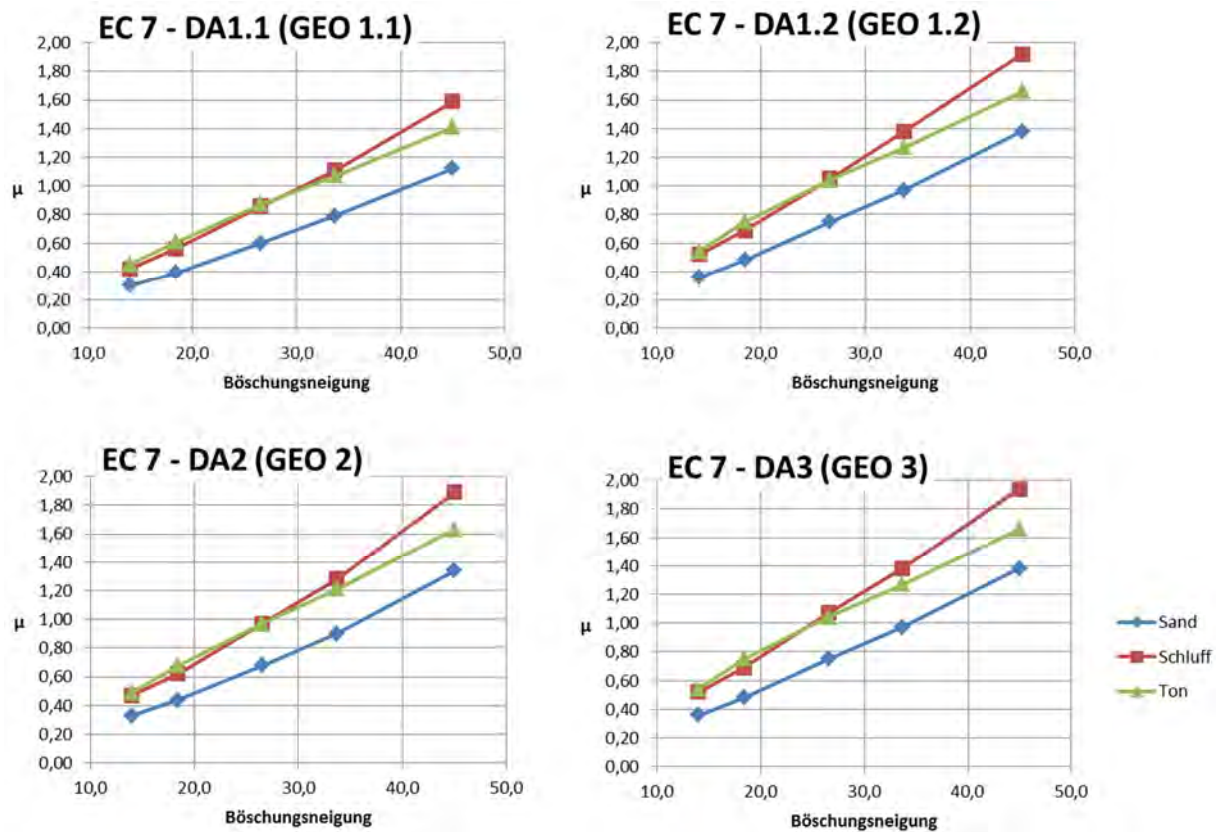 EC 7 - DA1.1 (GEO 1.1)
2,00
1,80
1,60
1,40
1,20
1,00
0,80
0,60
0,40
0,20
0,00
µ
10,0 20,0 30,0 40,0 50,0
Böschungsneigung
EC 7 - DA1.2 (GEO 1.2)
2,00
1,80
1,60
1,40
1,20
1,00
0,80
0,60
0,40
0,20
0,00
µ
10,0 20,0 30,0 40,0 50,0
Böschungsneigung
EC 7 - DA2 (GEO 2)
2,00
1,80
1,60
1,40
1,20
1,00
0,80
0,60
0,40
0,20
0,00
µ
10,0 20,0 30,0 40,0 50,0
Böschungsneigung
EC 7 - DA3 (GEO 3)
2,00
1,80
1,60
1,40
1,20
1,00
0,80
0,60
0,40
0,20
0,00
µ
10,0 20,0 30,0 40,0 50,0
Böschungsneigung
Sand
Schluff
Ton